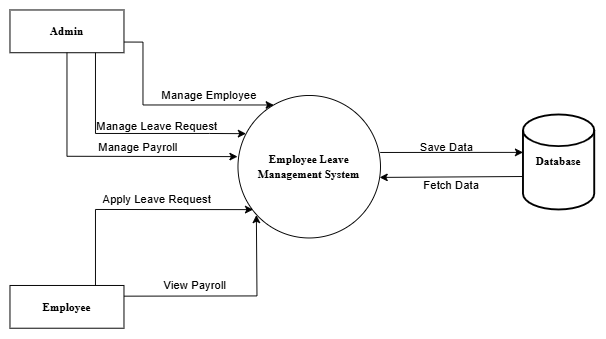 Admin
Manage Employee
Manage Leave Request
Manage Payroll
Employee Leave
Management System
Save Data
Fetch Data
Database
Apply Leave Request
View Payroll
Employee